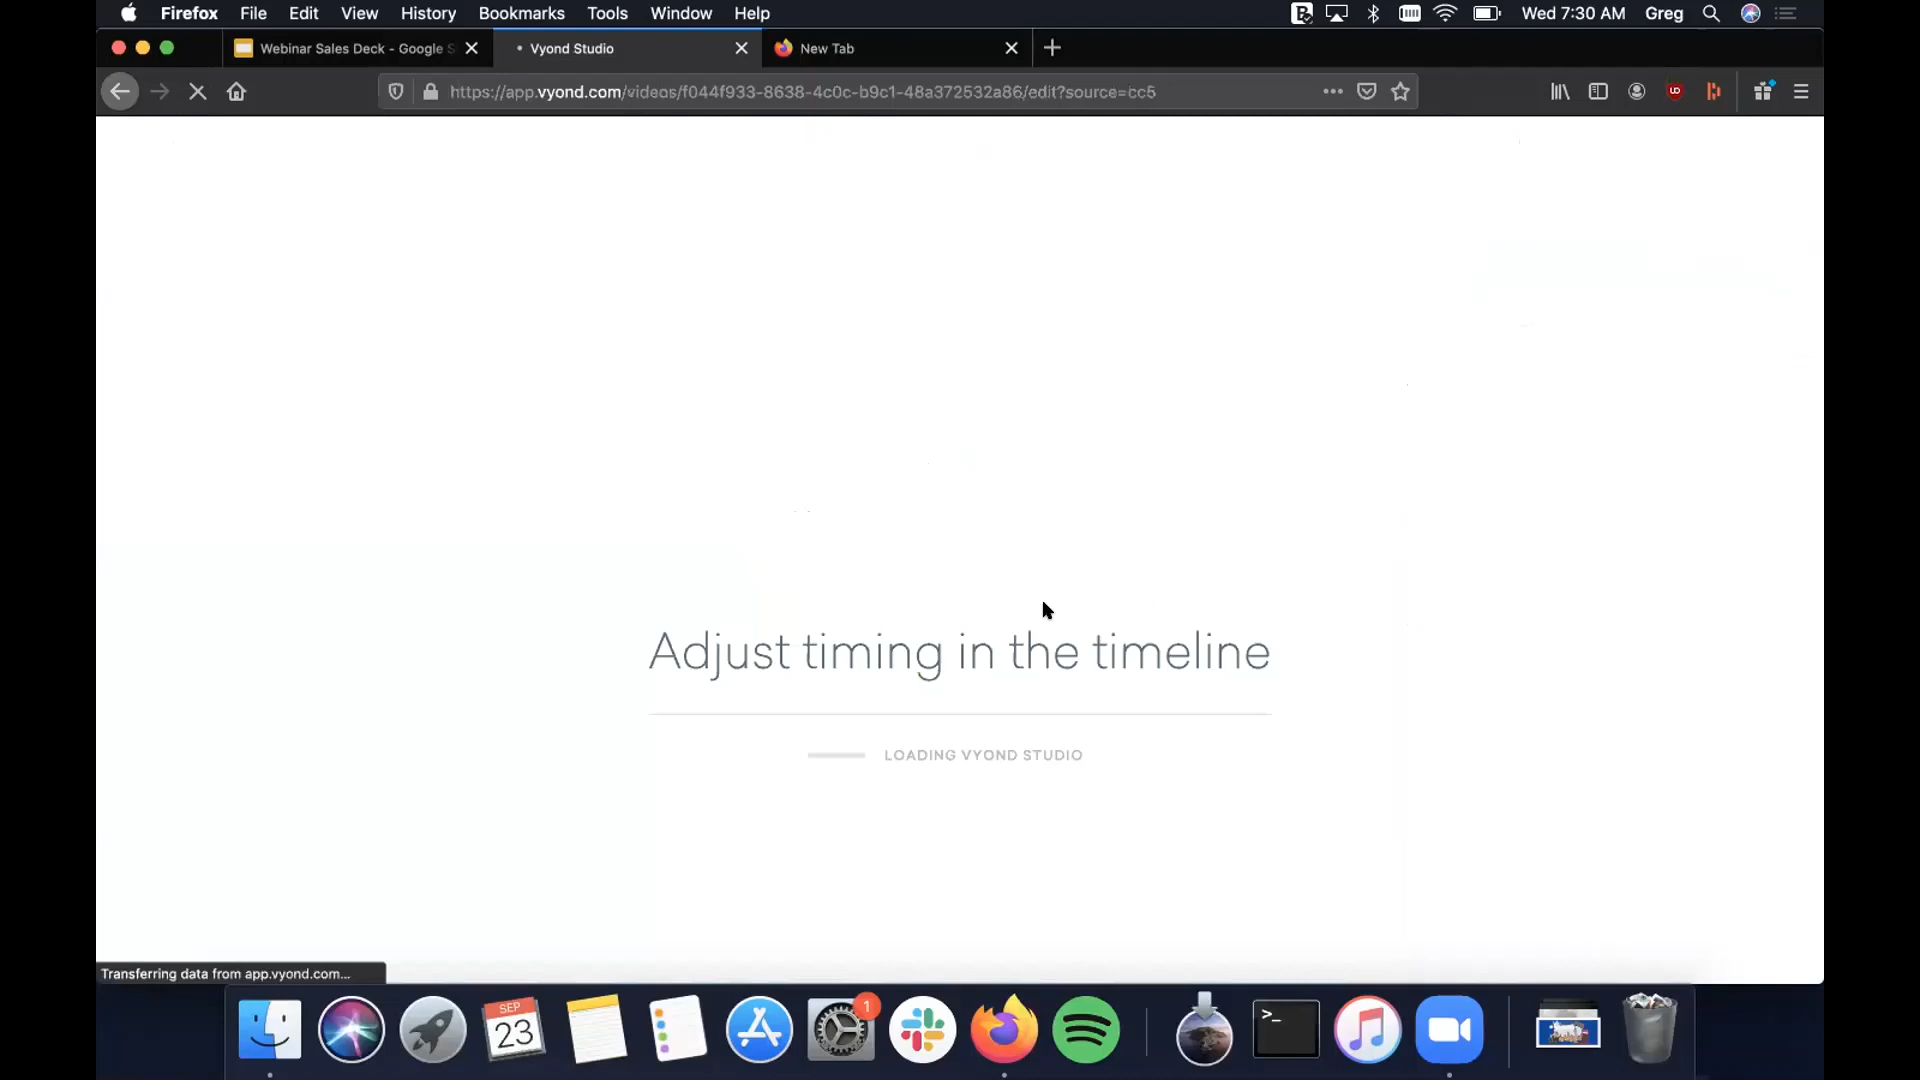 Firefox File Edit View History Bookmarks Tools Window Help Wed 7:30 AM Greg
Webinar Sales Deck - Google S Vyond Studio New Tab
https://app.vyond.com/videos/f044f933-8638-4c0c-b9c1-48a372532a86/edit?source=cc5
Adjust timing in the timeline
LOADING VYOND STUDIO
Transferring data from app.vyond.com...
SEP
23
1
>_